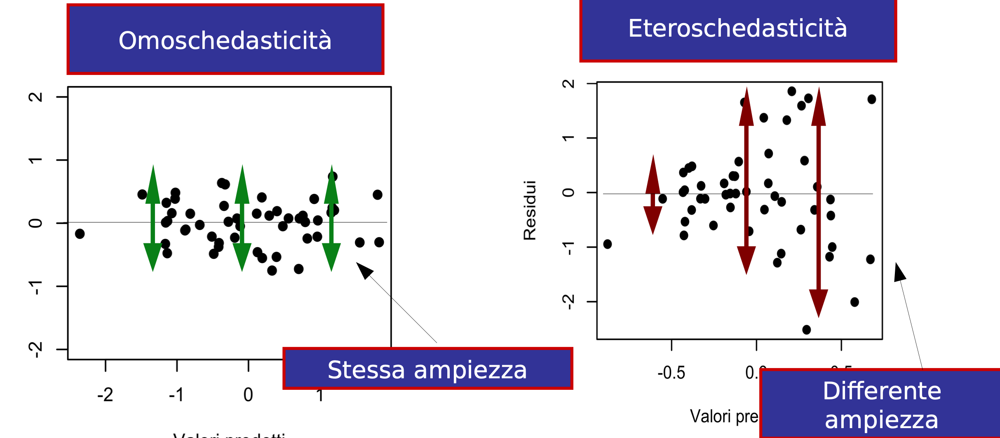 Omoschedasticità
Eteroschedasticità
2
1
0
-1
-2
-2
-1
0
1
Stessa ampiezza
Residui
2
1
0
-1
-2
-0.5
Valori pre
Differente
ampiezza